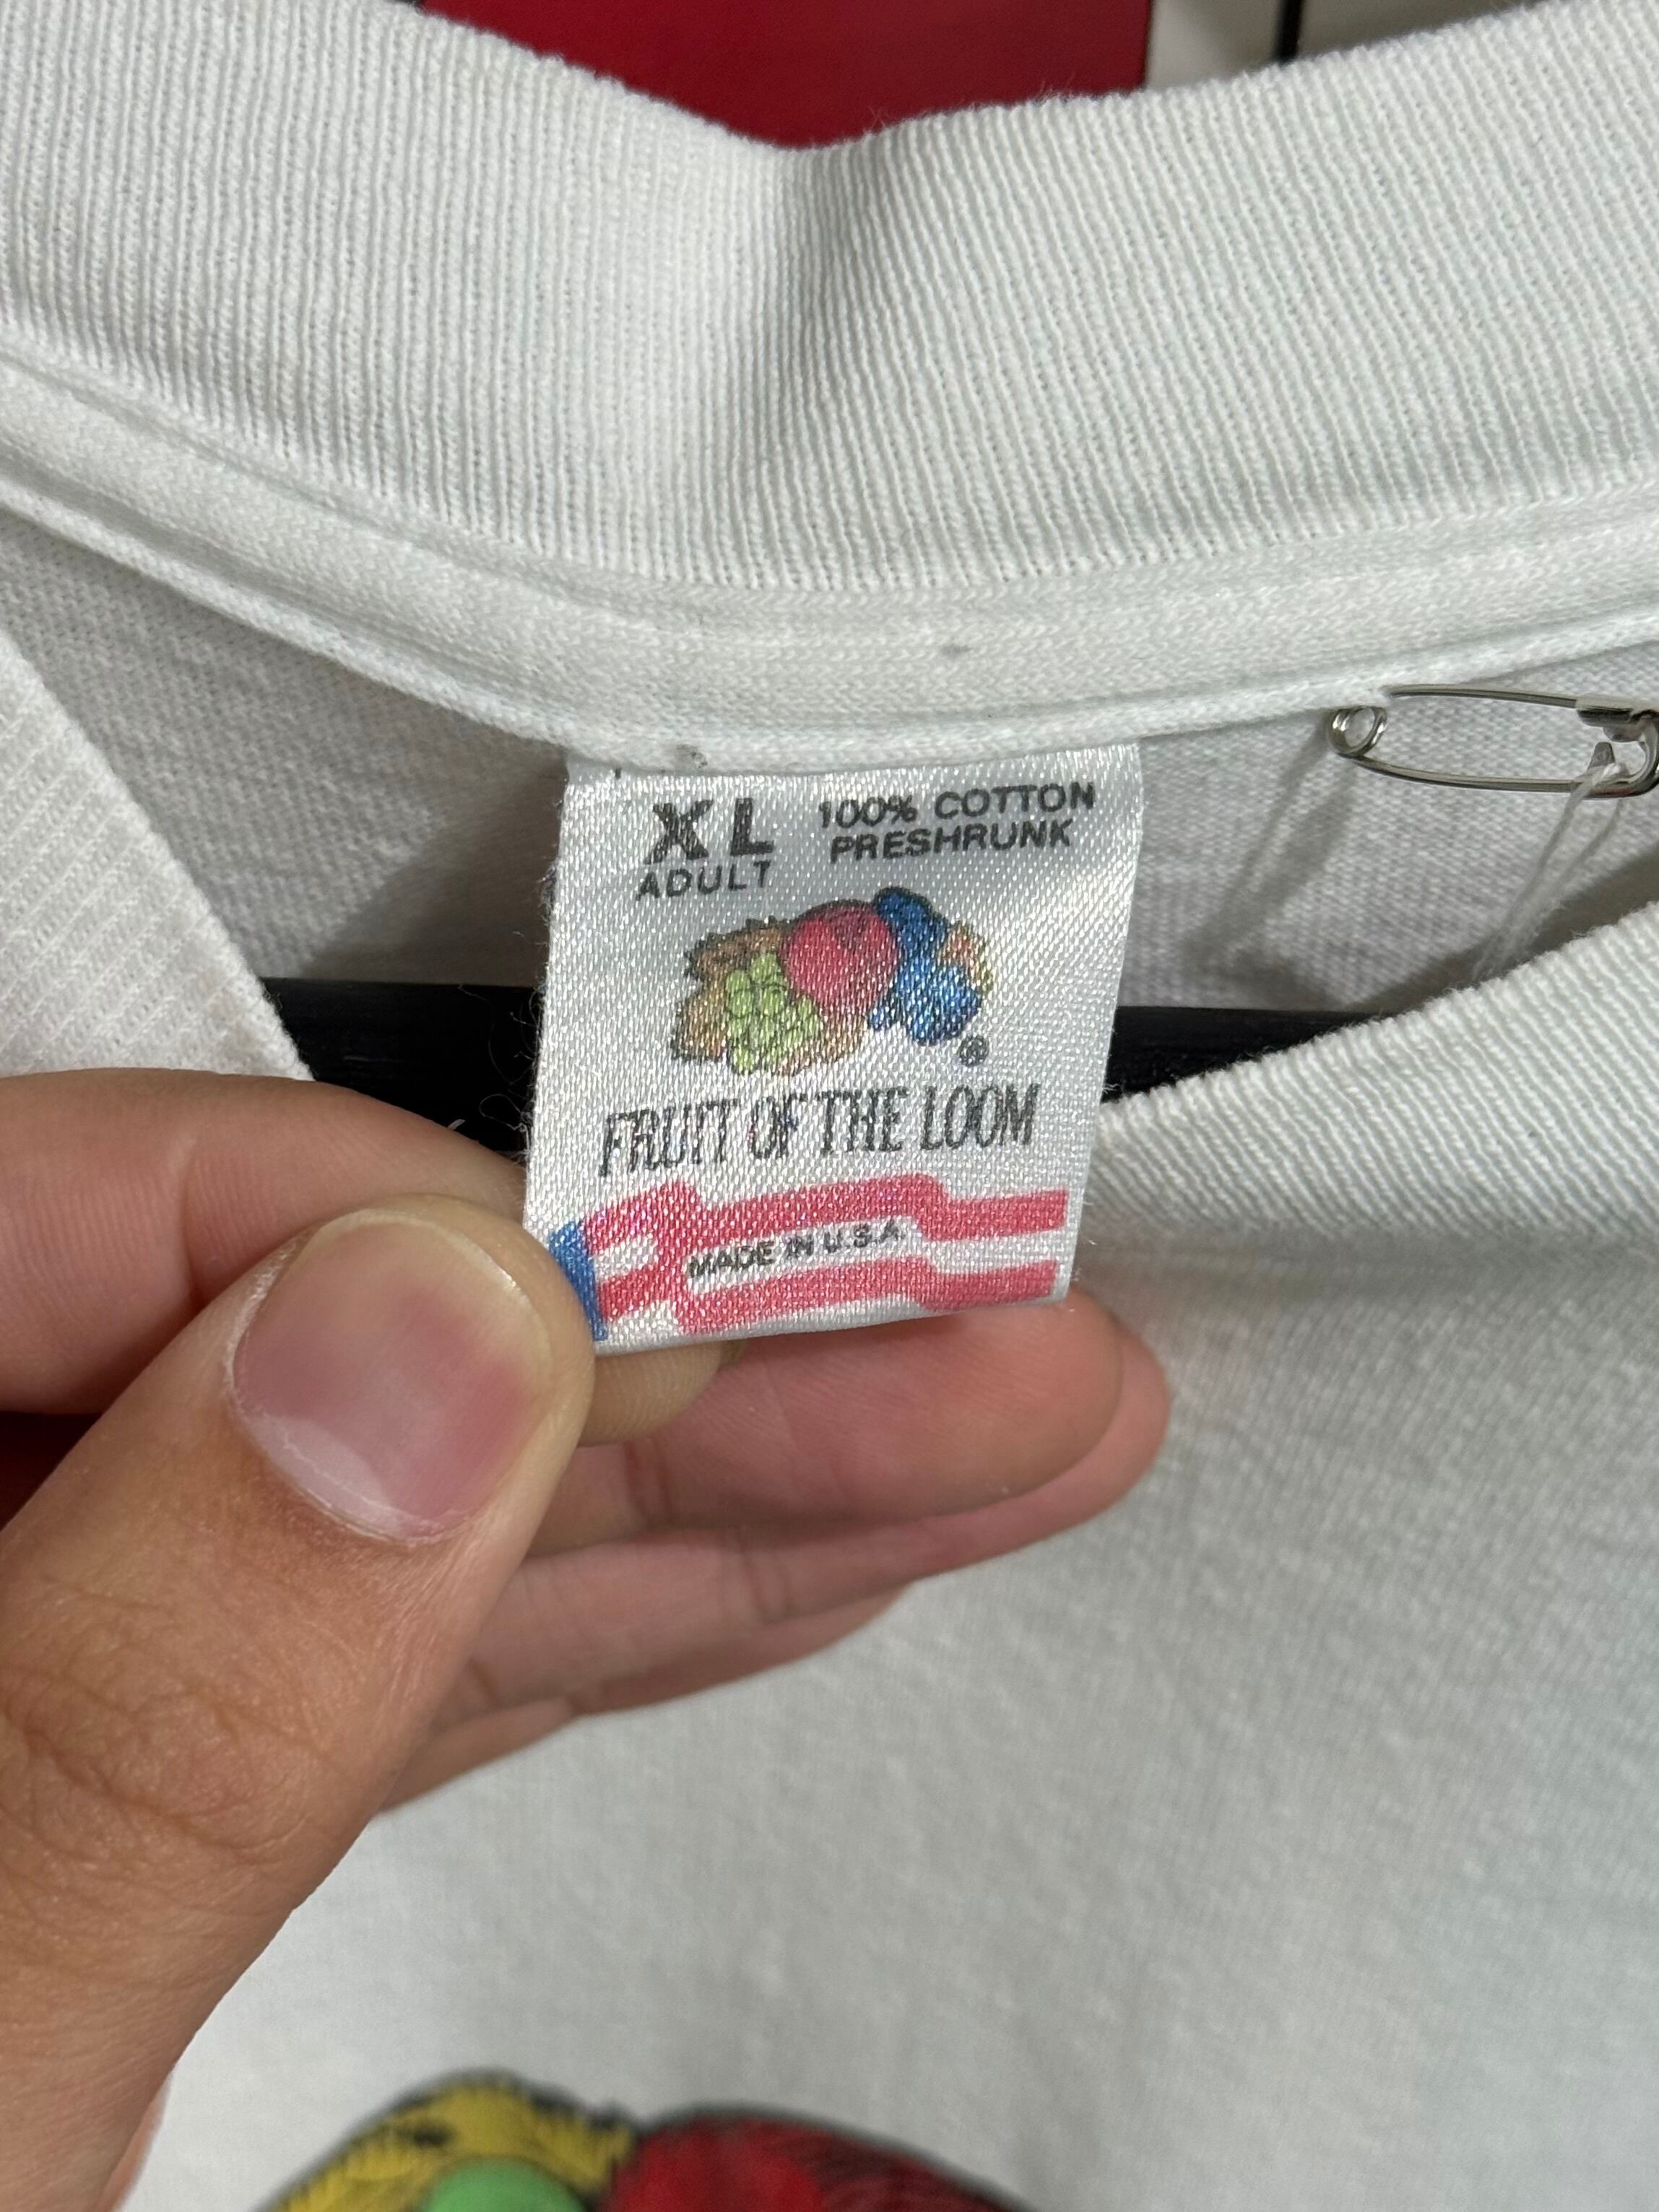 XL
ADULT
100% COTTON
PRESHRUNK
®
FRUIT OF THE LOOM
MADE IN U.S.A.